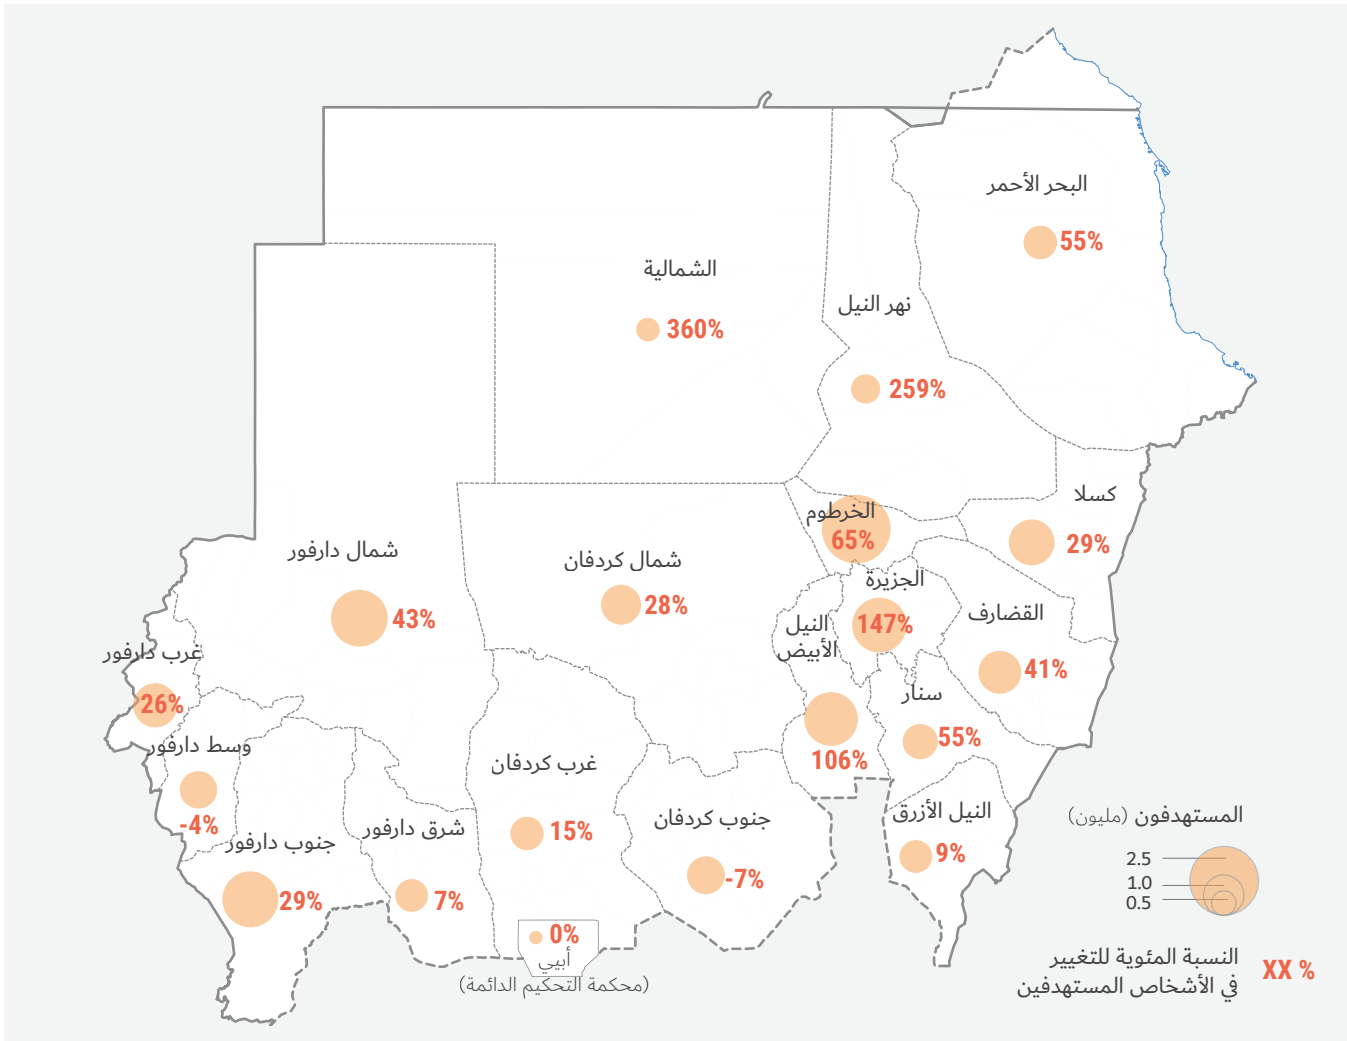 البحر الأحمر
55%
الشمالية
360%
نهر النيل
259%
كسلا
29%
الخرطوم
65%
شمال دارفور
43%
شمال كردفان
28%
الجزيرة
147%
النيل
الأبيض
106%
القضارف
41%
غرب دارفور
26%
سنار
55%
وسط دارفور
-4%
غرب كردفان
15%
جنوب كردفان
-7%
النيل الأزرق
9%
شرق دارفور
7%
جنوب دارفور
29%
0%
أبيي
(محكمة التحكيم الدائمة)
المستهدفون (مليون)
2.5
1.0
0.5
النسبة المئوية للتغيير
في الأشخاص المستهدفين
XX %